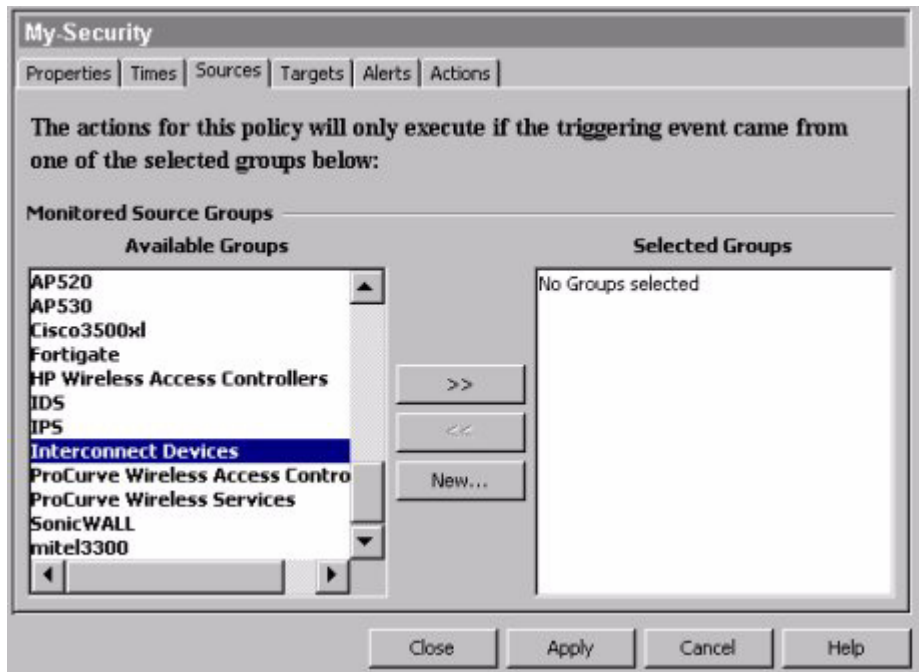 My-Security
Properties Times Sources Targets Alerts Actions
The actions for this policy will only execute if the triggering event came from
one of the selected groups below:
Monitored Source Groups
Available Groups
AP520
AP530
Cisco3500xl
Fortigate
HP Wireless Access Controllers
IDS
IPS
Interconnect Devices
ProCurve Wireless Access Contro
ProCurve Wireless Services
SonicWALL
mitel3300
>>
<<
New...
Selected Groups
No Groups selected
Close Apply Cancel Help